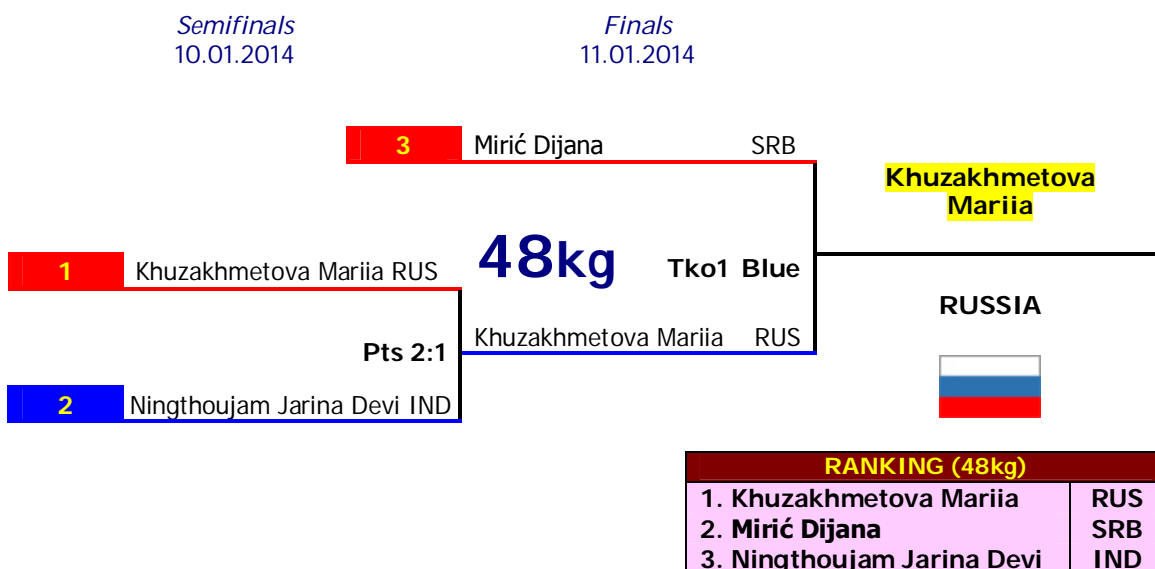 Semifinals
10.01.2014
Finals
11.01.2014
3 Mirić Dijana SRB
Khuzakhmetova
Mariia
48kg
Tko1 Blue
1 Khuzakhmetova Mariia RUS
RUSSIA
Khuzakhmetova Mariia RUS
Pts 2:1
2 Ningthoujam Jarina Devi IND
RANKING (48kg)
1. Khuzakhmetova Mariia RUS
2. Mirić Dijana SRB
3. Ningthoujam Jarina Devi IND